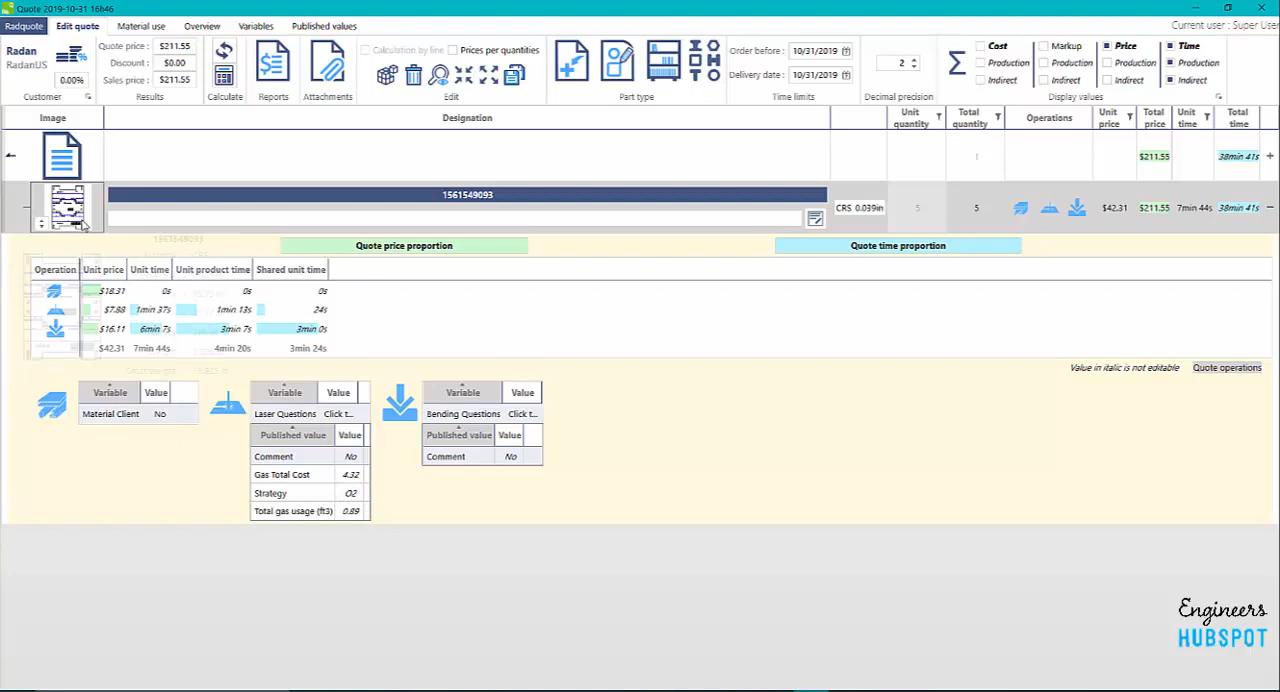 Quote 2019-10-31 16h46
Radquote Edit quote Material use Overview Variables Published values
Current user : Super User
Radan
RadanUS
0.00%
Customer
Quote price : $211.55
Discount : $0.00
Sales price : $211.55
Results
Calculate
Reports
Attachments
Calculation by line Prices per quantities
Edit
Part type
Order before : 10/31/2019
Delivery date : 10/31/2019
Time limits
2
Decimal precision
Cost Markup Price Time
Production Production Production Production
Indirect Indirect Indirect Indirect
Display values
Image Designation Unit quantity Total quantity Operations Unit price Total price Unit time Total time
1 $211.55 38min 41s
1561549093
CRS 0.039in 5 5 $42.31 $211.55 7min 44s 38min 41s
Quote price proportion Quote time proportion
Operation Unit price Unit time Unit product time Shared unit time
$18.31 0s 0s 0s
$7.88 1min 37s 1min 13s 24s
$16.11 6min 7s 3min 7s 3min 0s
$42.31 7min 44s 4min 20s 3min 24s
Value in italic is not editable Quote operations
Variable Value
Material Client No
Variable Value
Laser Questions Click t...
Published value Value
Comment No
Gas Total Cost 4.32
Strategy O2
Total gas usage (ft3) 0.89
Variable Value
Bending Questions Click t...
Published value Value
Comment No
Engineers
HUBSPOT